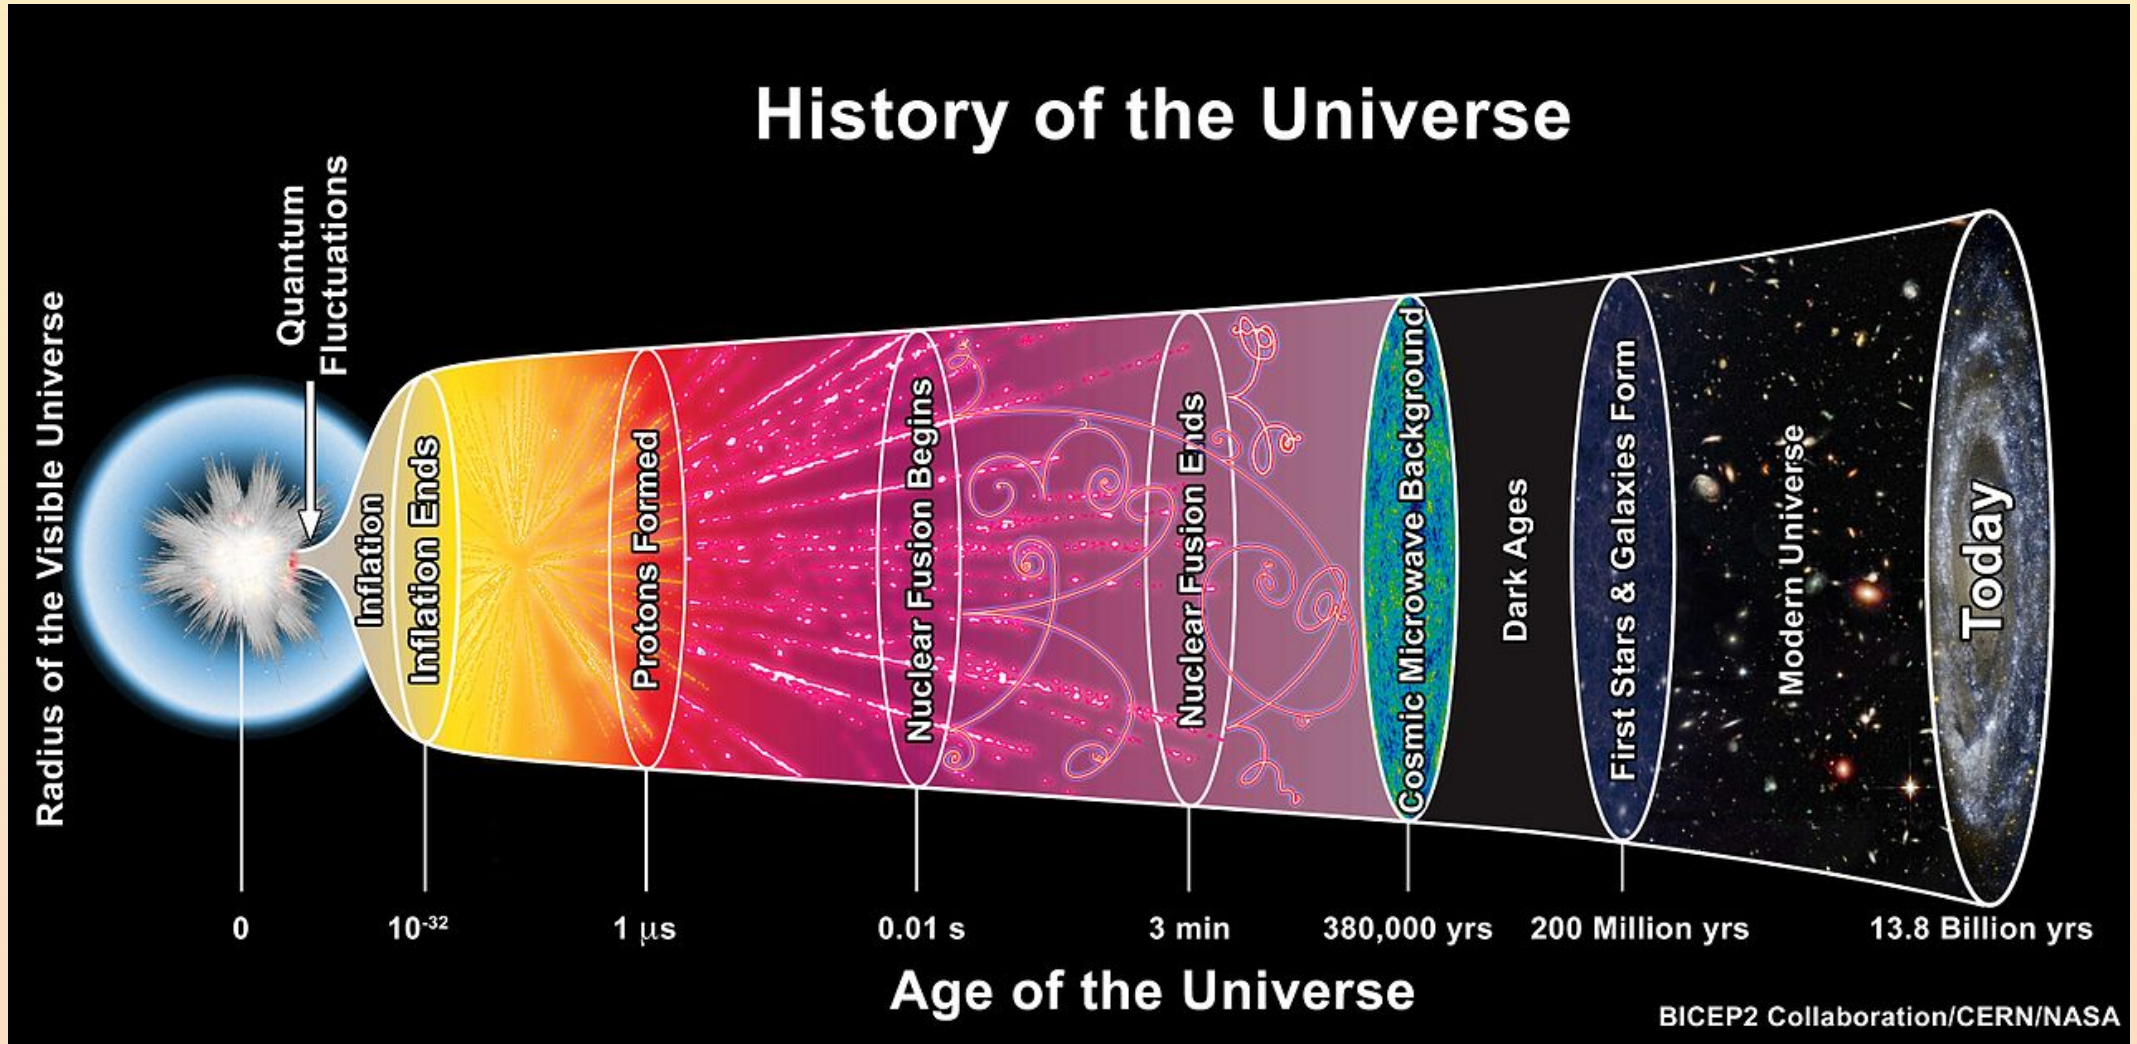 History of the Universe
Radius of the Visible Universe
Quantum
Fluctuations
Inflation
Inflation Ends
Protons Formed
Nuclear Fusion Begins
Nuclear Fusion Ends
Cosmic Microwave Background
Dark Ages
First Stars & Galaxies Form
Modern Universe
Today
0
10⁻³²
1 μs
0.01 s
3 min
380,000 yrs
200 Million yrs
13.8 Billion yrs
Age of the Universe
BICEP2 Collaboration/CERN/NASA